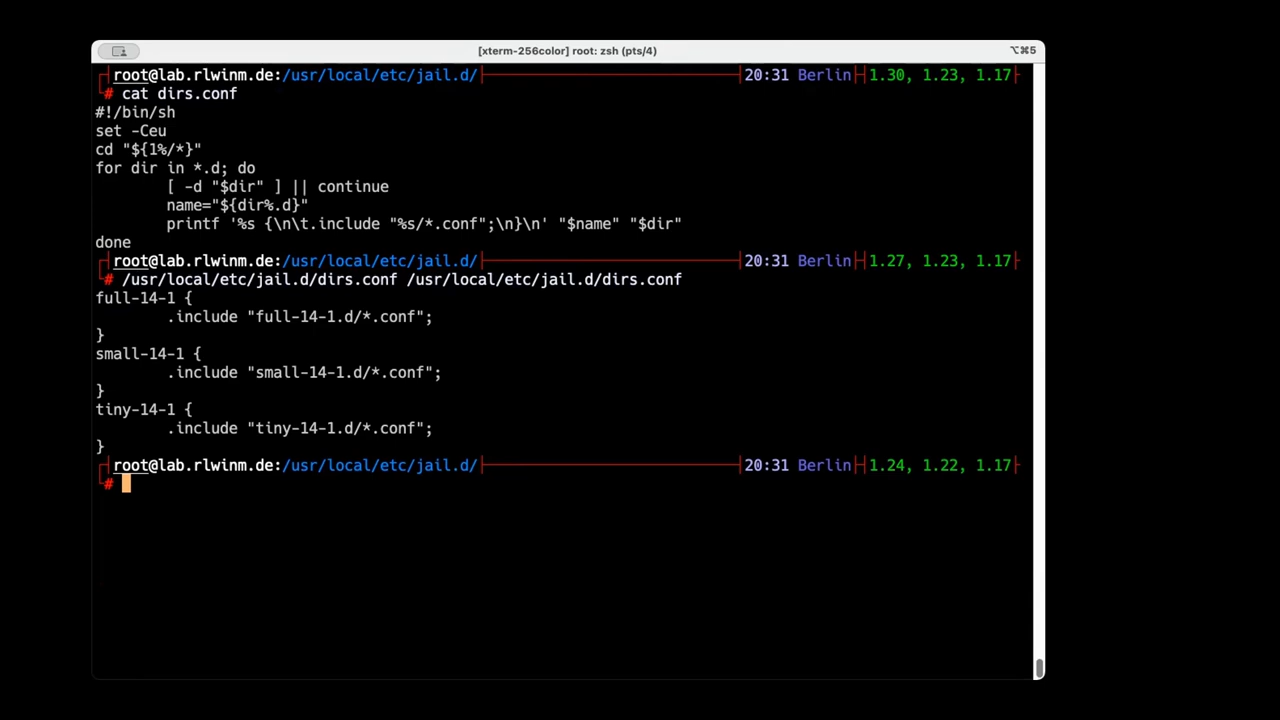 [xterm-256color] root: zsh (pts/4) ⌥⌘5
root@lab.rlwinm.de:/usr/local/etc/jail.d/ 20:31 Berlin 1.30, 1.23, 1.17
# cat dirs.conf
#!/bin/sh
set -Ceu
cd "${1%/*}"
for dir in *.d; do
        [ -d "$dir" ] || continue
        name="${dir%.d}"
        printf '%s {\n\t.include "%s/*.conf";\n}\n' "$name" "$dir"
done
root@lab.rlwinm.de:/usr/local/etc/jail.d/ 20:31 Berlin 1.27, 1.23, 1.17
# /usr/local/etc/jail.d/dirs.conf /usr/local/etc/jail.d/dirs.conf
full-14-1 {
        .include "full-14-1.d/*.conf";
}
small-14-1 {
        .include "small-14-1.d/*.conf";
}
tiny-14-1 {
        .include "tiny-14-1.d/*.conf";
}
root@lab.rlwinm.de:/usr/local/etc/jail.d/ 20:31 Berlin 1.24, 1.22, 1.17
#